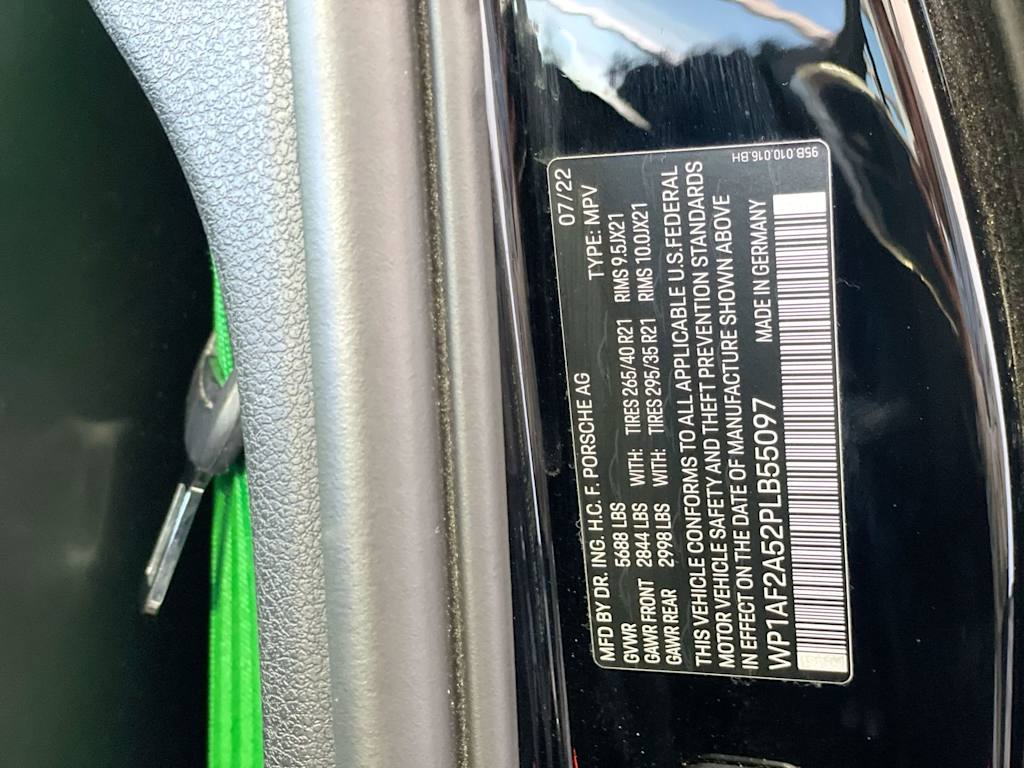 MFD BY DR. ING. H.C. F. PORSCHE AG 07/22
GVWR 5688 LBS TYPE: MPV
GAWR FRONT 2844 LBS WITH: TIRES 265/40 R21 RIMS 9.5JX21
GAWR REAR 2998 LBS WITH: TIRES 295/35 R21 RIMS 10.0JX21
THIS VEHICLE CONFORMS TO ALL APPLICABLE U.S.FEDERAL
MOTOR VEHICLE SAFETY AND THEFT PREVENTION STANDARDS
IN EFFECT ON THE DATE OF MANUFACTURE SHOWN ABOVE
WP1AF2A52PLB55097 MADE IN GERMANY
95B.010.016.BH